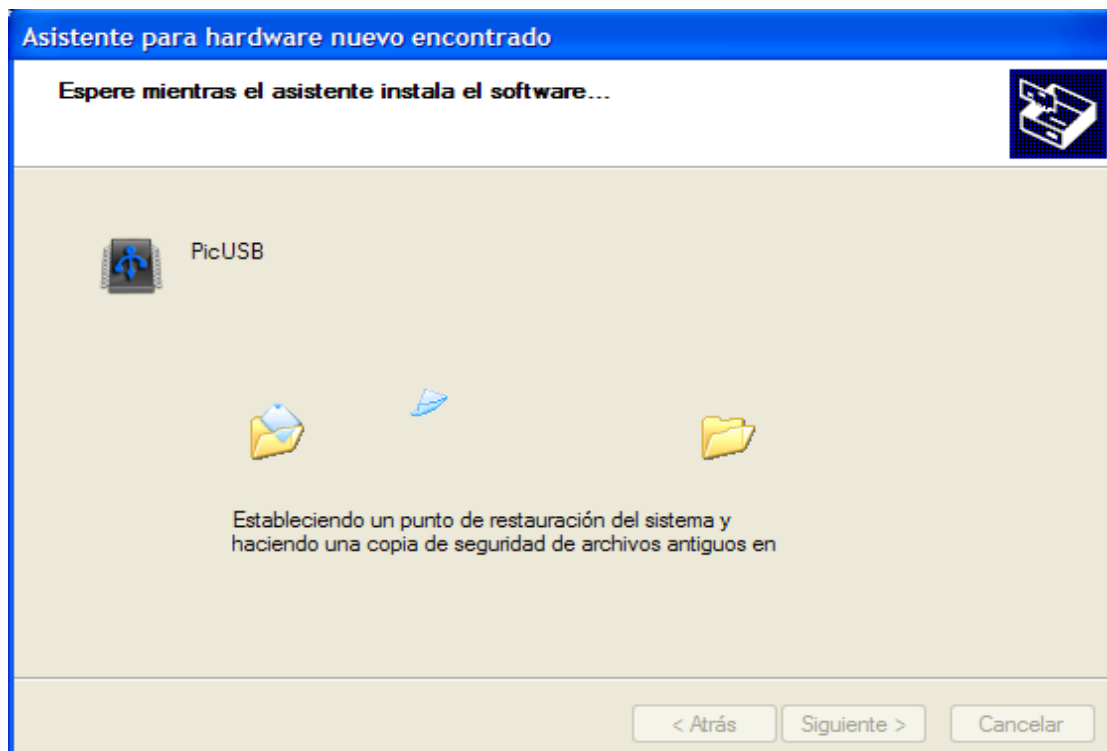 Asistente para hardware nuevo encontrado
Espere mientras el asistente instala el software...
PicUSB
Estableciendo un punto de restauración del sistema y
haciendo una copia de seguridad de archivos antiguos en
< Atrás
Siguiente >
Cancelar